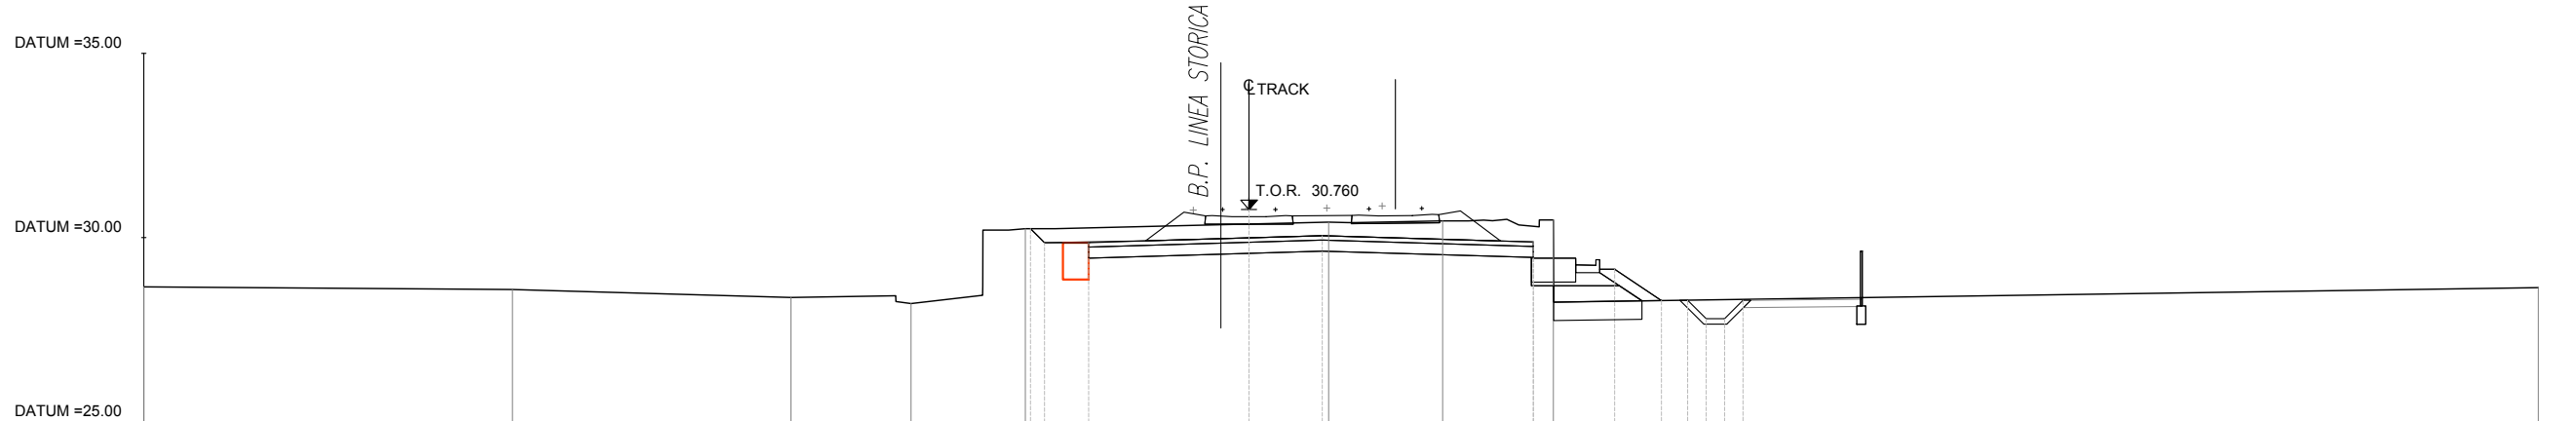 DATUM =35.00
B.P. LINEA STORICA
℄ TRACK
T.O.R. 30.760
DATUM =30.00
DATUM =25.00